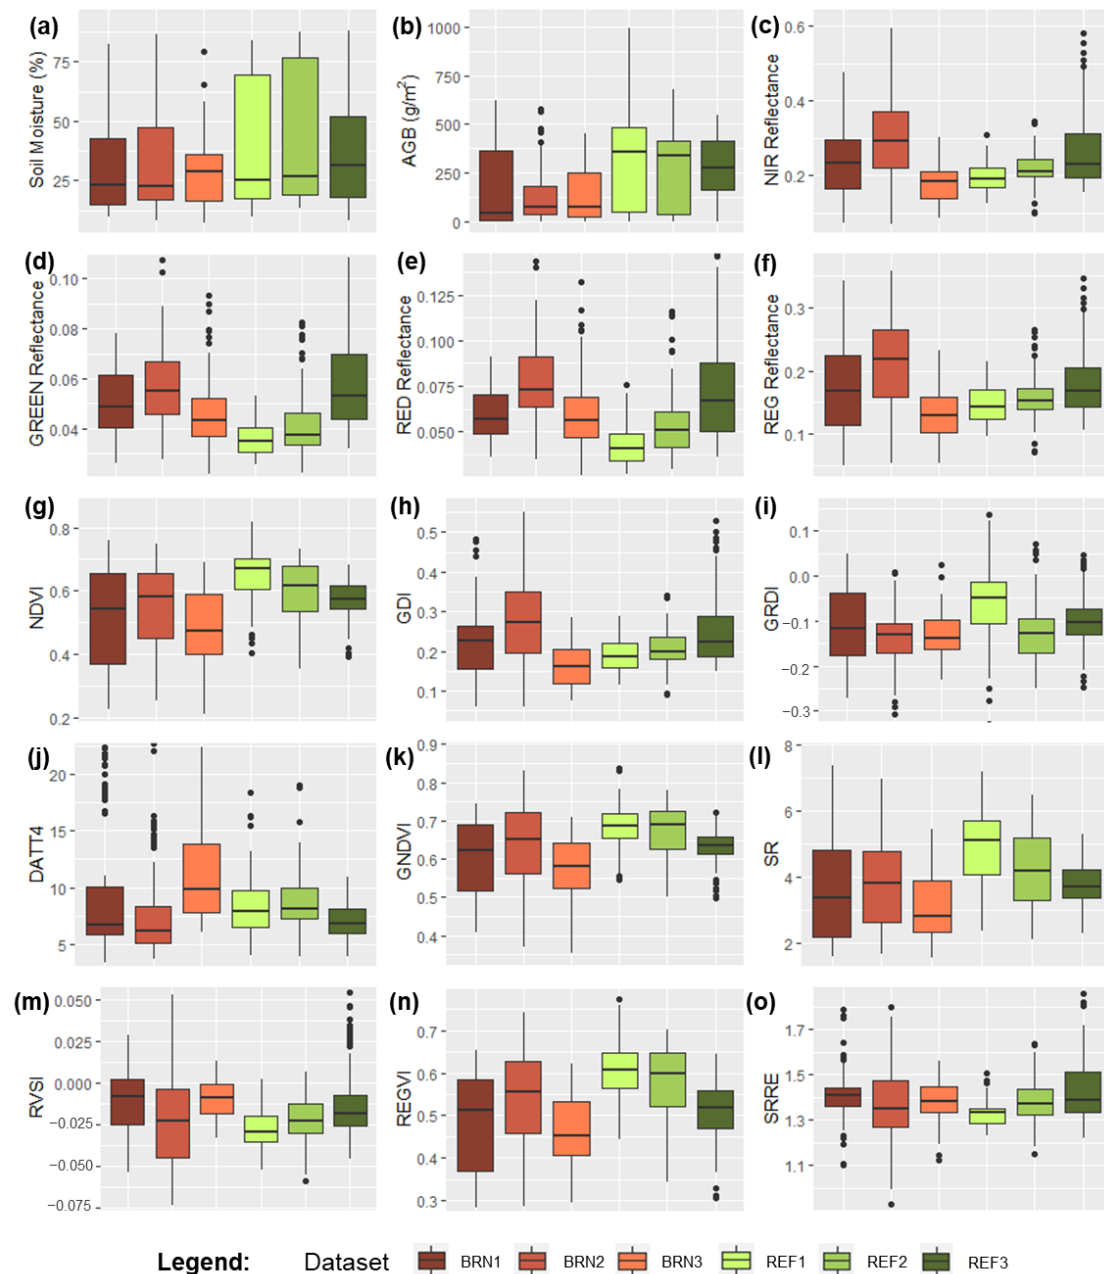 (a)
Soil Moisture (%)
75
50
25
(b)
AGB (g/m²)
1000
750
500
250
0
(c)
NIR Reflectance
0.6
0.4
0.2
(d)
GREEN Reflectance
0.10
0.08
0.06
0.04
(e)
RED Reflectance
0.125
0.100
0.075
0.050
(f)
REG Reflectance
0.3
0.2
0.1
(g)
NDVI
0.8
0.6
0.4
0.2
(h)
GDI
0.5
0.4
0.3
0.2
0.1
(i)
GRDI
0.1
0.0
−0.1
−0.2
−0.3
(j)
DATT4
20
15
10
5
(k)
GNDVI
0.9
0.8
0.7
0.6
0.5
0.4
(l)
SR
8
6
4
2
(m)
RVSI
0.050
0.025
0.000
−0.025
−0.050
−0.075
(n)
REGVI
0.7
0.6
0.5
0.4
0.3
(o)
SRRE
1.7
1.5
1.3
1.1
Legend: Dataset BRN1 BRN2 BRN3 REF1 REF2 REF3